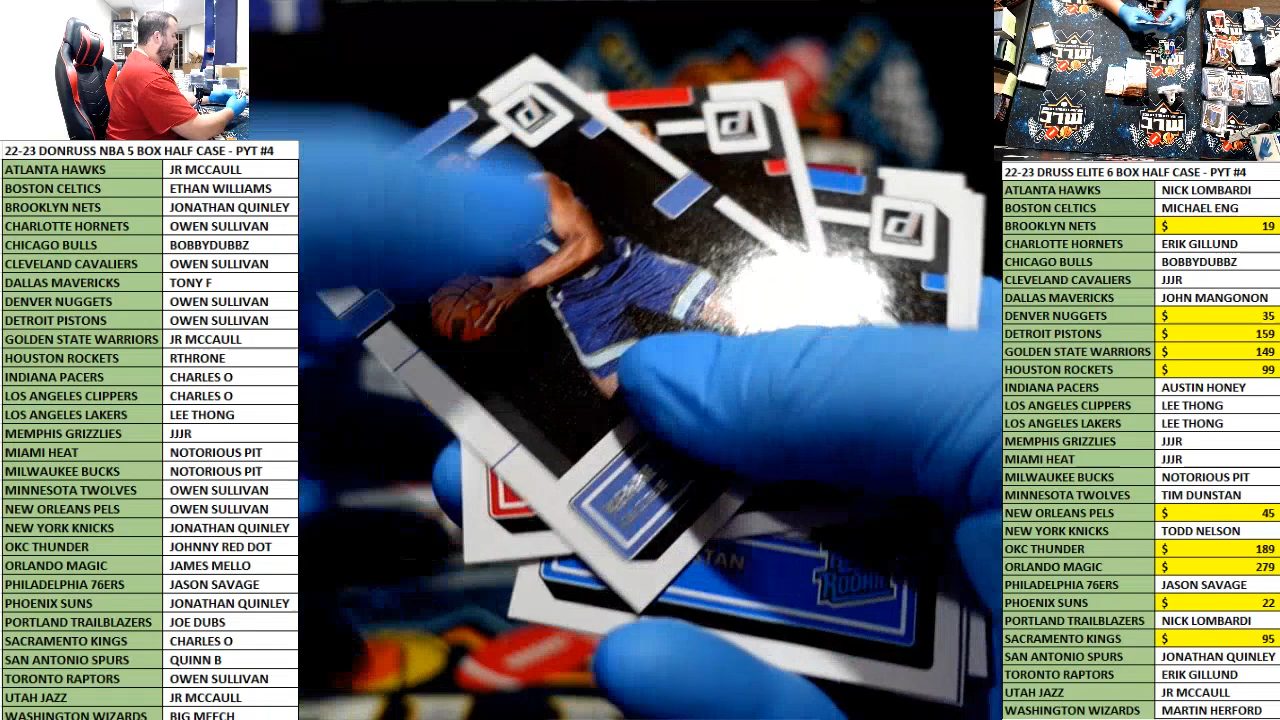 22-23 DONRUSS NBA 5 BOX HALF CASE - PYT #4
ATLANTA HAWKS JR MCCAULL
BOSTON CELTICS ETHAN WILLIAMS
BROOKLYN NETS JONATHAN QUINLEY
CHARLOTTE HORNETS OWEN SULLIVAN
CHICAGO BULLS BOBBYDUBBZ
CLEVELAND CAVALIERS OWEN SULLIVAN
DALLAS MAVERICKS TONY F
DENVER NUGGETS OWEN SULLIVAN
DETROIT PISTONS OWEN SULLIVAN
GOLDEN STATE WARRIORS JR MCCAULL
HOUSTON ROCKETS RTHRONE
INDIANA PACERS CHARLES O
LOS ANGELES CLIPPERS CHARLES O
LOS ANGELES LAKERS LEE THONG
MEMPHIS GRIZZLIES JJJR
MIAMI HEAT NOTORIOUS PIT
MILWAUKEE BUCKS NOTORIOUS PIT
MINNESOTA TWOLVES OWEN SULLIVAN
NEW ORLEANS PELS OWEN SULLIVAN
NEW YORK KNICKS JONATHAN QUINLEY
OKC THUNDER JOHNNY RED DOT
ORLANDO MAGIC JAMES MELLO
PHILADELPHIA 76ERS JASON SAVAGE
PHOENIX SUNS JONATHAN QUINLEY
PORTLAND TRAILBLAZERS JOE DUBS
SACRAMENTO KINGS CHARLES O
SAN ANTONIO SPURS QUINN B
TORONTO RAPTORS OWEN SULLIVAN
UTAH JAZZ JR MCCAULL
WASHINGTON WIZARDS BIG MEECH
ROOKIE
MLC
MLC
MLC
MLC
22-23 DRUSS ELITE 6 BOX HALF CASE - PYT #4
ATLANTA HAWKS NICK LOMBARDI
BOSTON CELTICS MICHAEL ENG
BROOKLYN NETS $ 19
CHARLOTTE HORNETS ERIK GILLUND
CHICAGO BULLS BOBBYDUBBZ
CLEVELAND CAVALIERS JJJR
DALLAS MAVERICKS JOHN MANGONON
DENVER NUGGETS $ 35
DETROIT PISTONS $ 159
GOLDEN STATE WARRIORS $ 149
HOUSTON ROCKETS $ 99
INDIANA PACERS AUSTIN HONEY
LOS ANGELES CLIPPERS LEE THONG
LOS ANGELES LAKERS LEE THONG
MEMPHIS GRIZZLIES JJJR
MIAMI HEAT JJJR
MILWAUKEE BUCKS NOTORIOUS PIT
MINNESOTA TWOLVES TIM DUNSTAN
NEW ORLEANS PELS $ 45
NEW YORK KNICKS TODD NELSON
OKC THUNDER $ 189
ORLANDO MAGIC $ 279
PHILADELPHIA 76ERS JASON SAVAGE
PHOENIX SUNS $ 22
PORTLAND TRAILBLAZERS NICK LOMBARDI
SACRAMENTO KINGS $ 95
SAN ANTONIO SPURS JONATHAN QUINLEY
TORONTO RAPTORS ERIK GILLUND
UTAH JAZZ JR MCCAULL
WASHINGTON WIZARDS MARTIN HERFORD